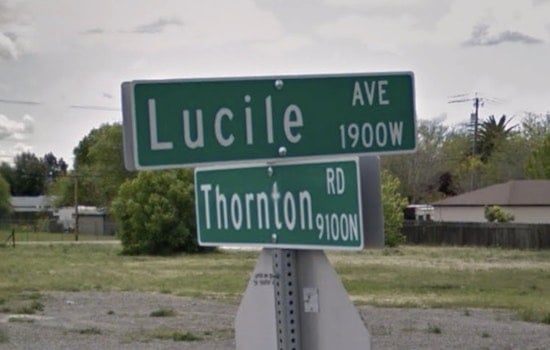 Lucile AVE
1900W
Thornton RD
9100N